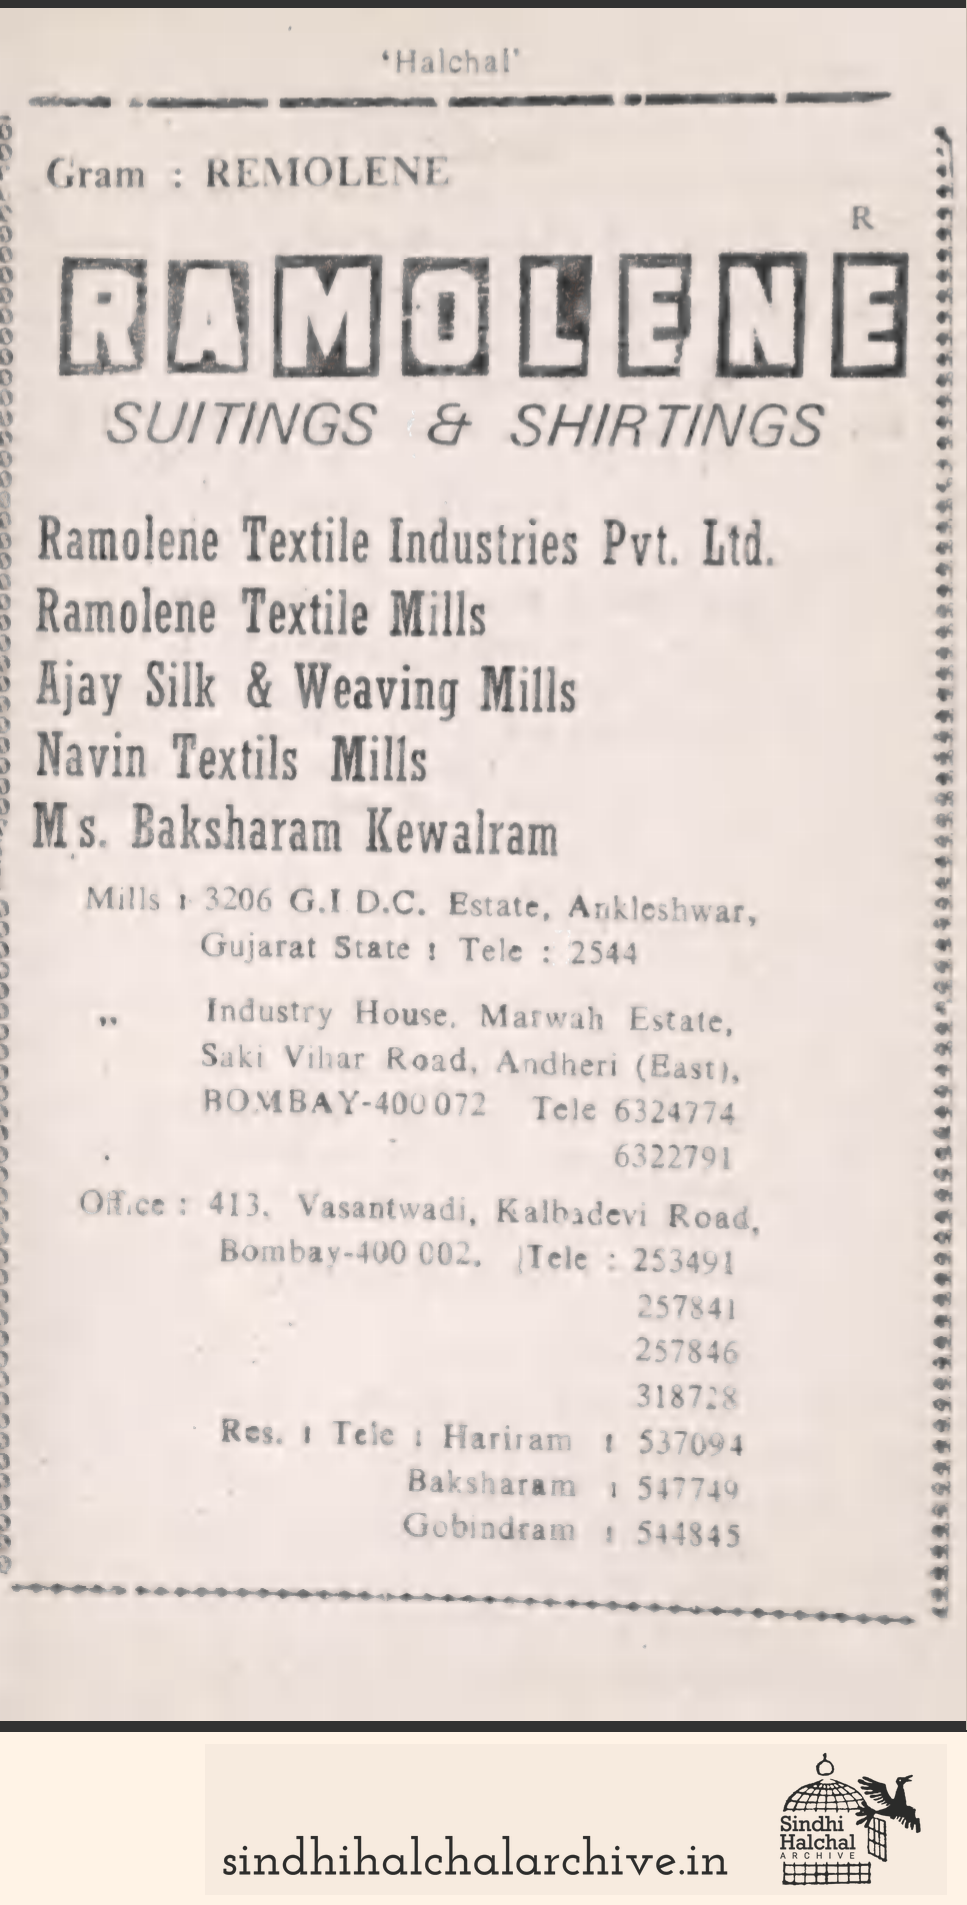 ‘Halchal’
Gram : REMOLENE
R
RAMOLENE
SUITINGS & SHIRTINGS
Ramolene Textile Industries Pvt. Ltd.
Ramolene Textile Mills
Ajay Silk & Weaving Mills
Navin Textils Mills
M s. Baksharam Kewalram
Mills : 3206 G.I D.C. Estate, Ankleshwar,
Gujarat State : Tele : 2544
„ Industry House. Marwah Estate,
Saki Vihar Road, Andheri (East),
BOMBAY-400072 Tele 6324774
6322791
Office : 413, Vasantwadi, Kalbadevi Road,
Bombay-400 002. Tele : 253491
257841
257846
318728
Res. : Tele : Hariram : 537094
Baksharam : 547749
Gobindram : 544845
sindhihalchalarchive.in
Sindhi
Halchal
ARCHIVE